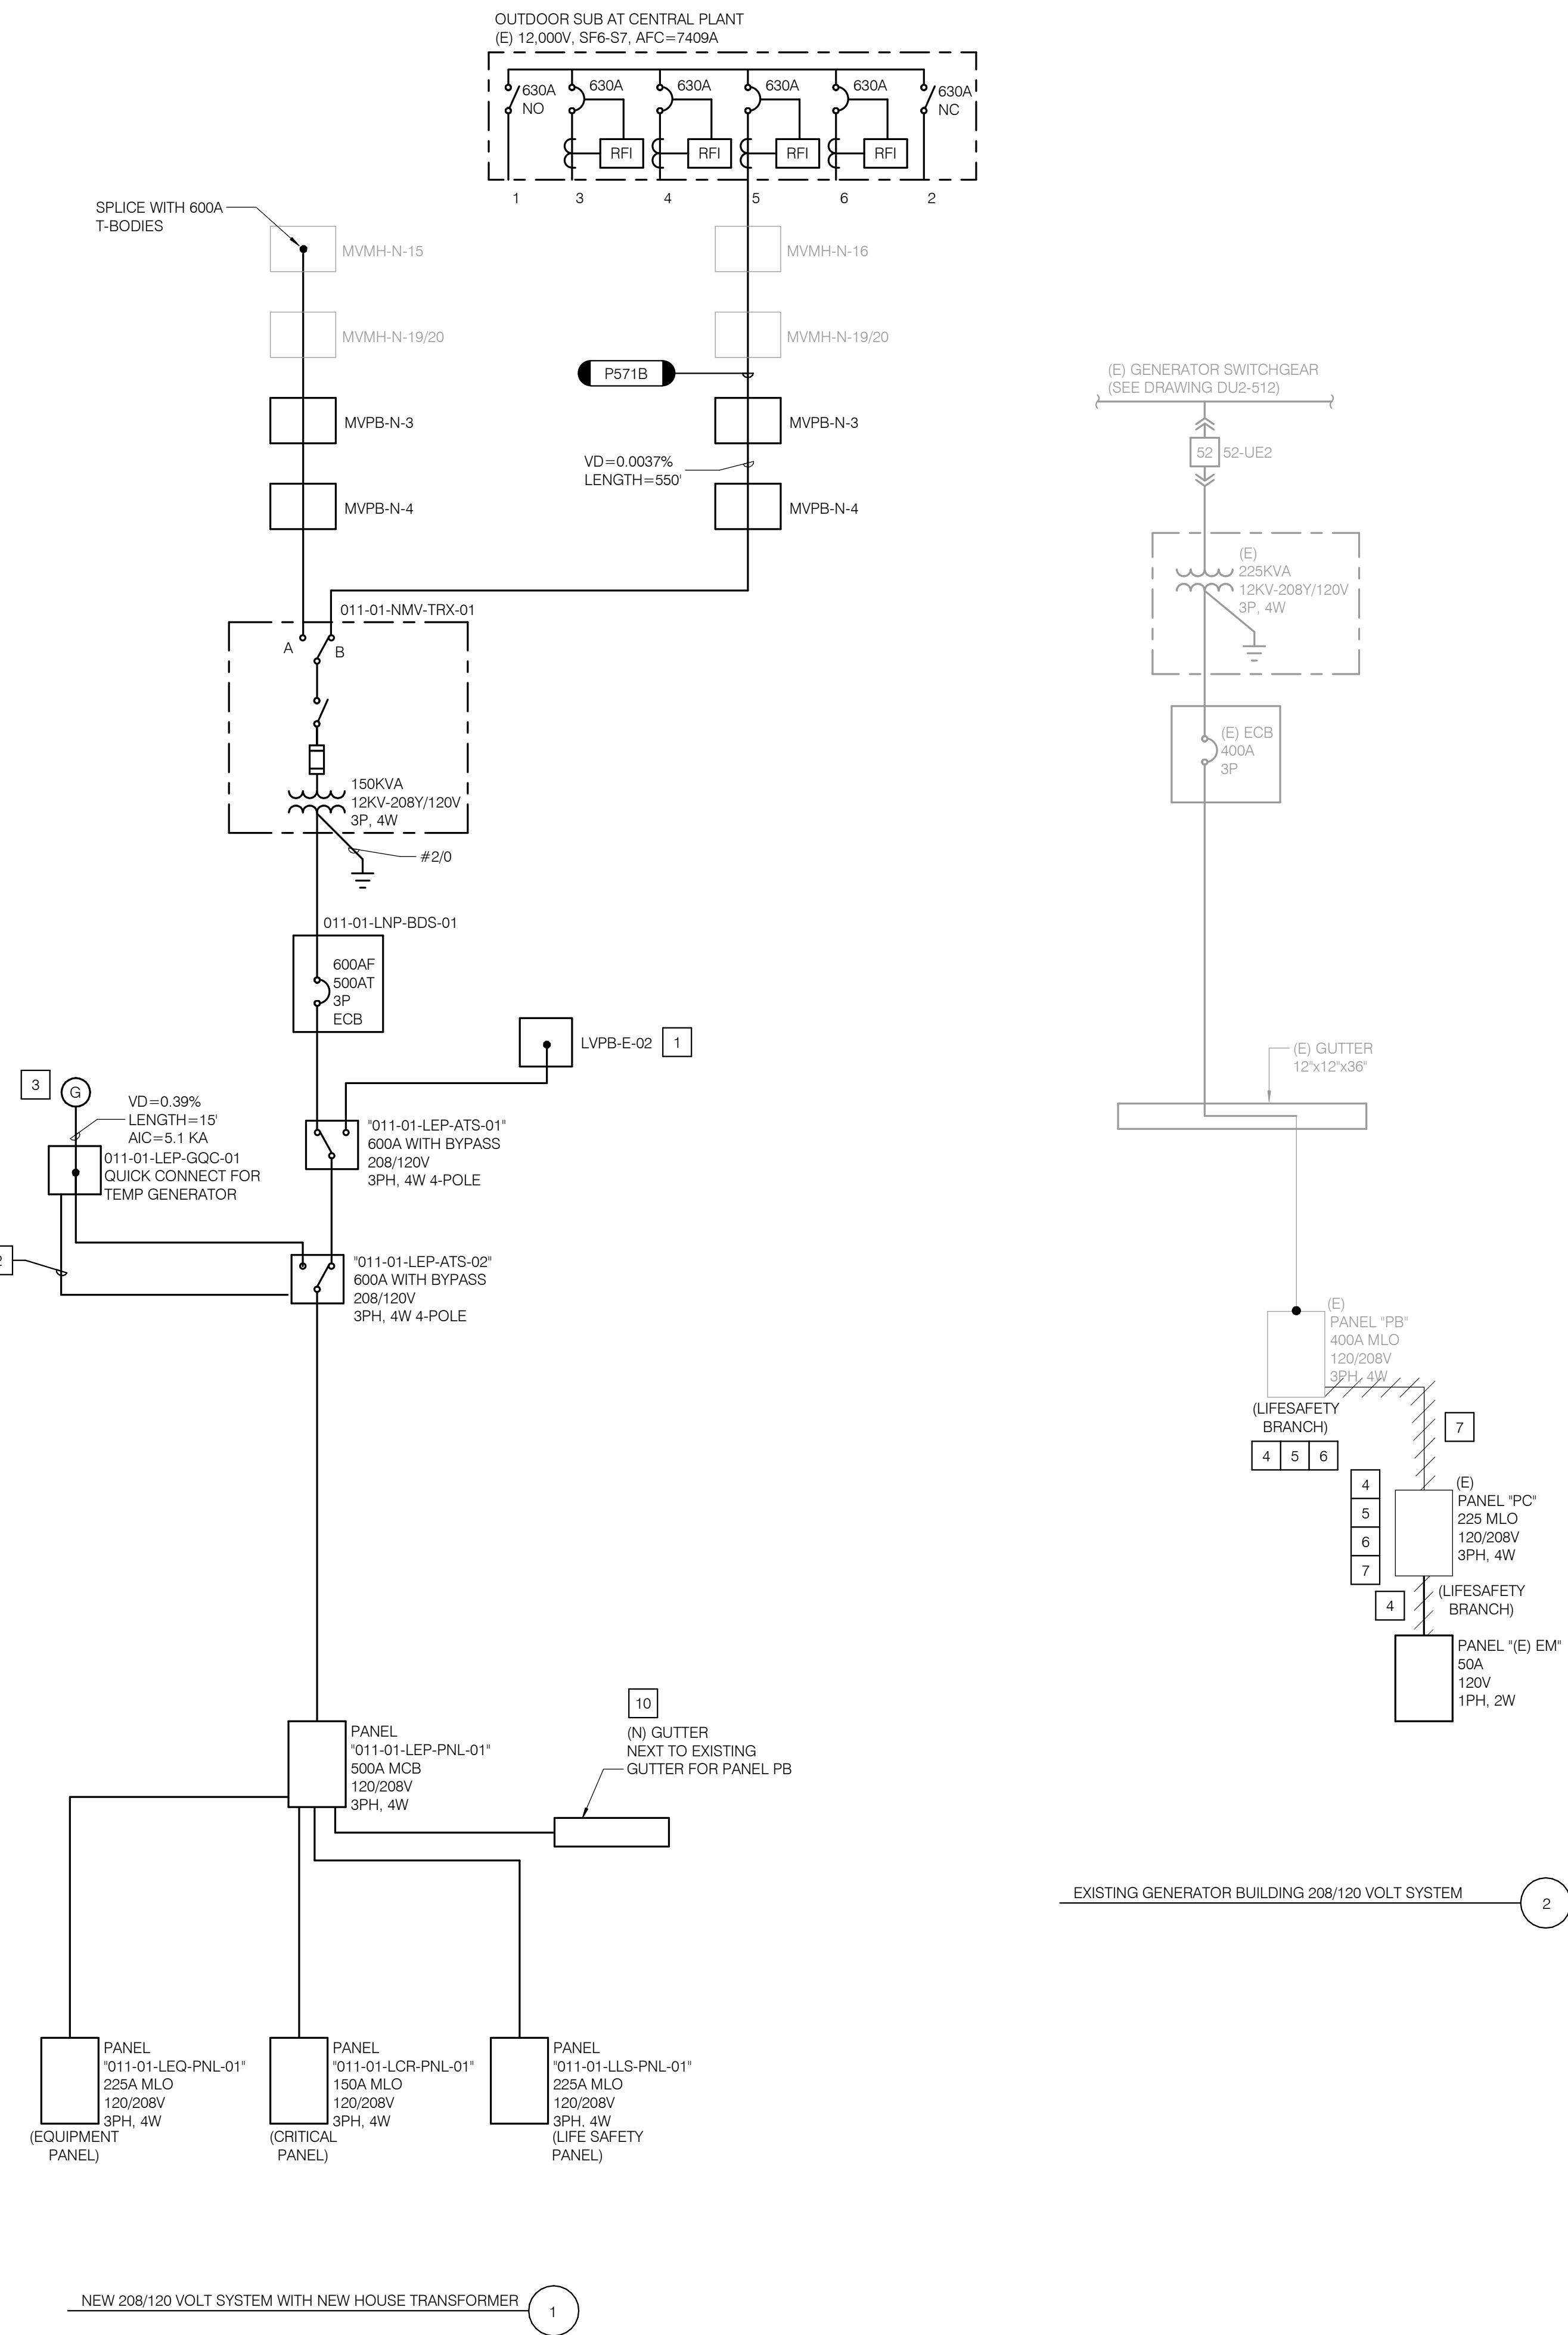 OUTDOOR SUB AT CENTRAL PLANT
(E) 12,000V, SF6-S7, AFC=7409A
630A
NO
630A
630A
630A
630A
630A
NC
RFI
RFI
RFI
RFI
1
3
4
5
6
2
SPLICE WITH 600A
T-BODIES
MVMH-N-15
MVMH-N-16
MVMH-N-19/20
MVMH-N-19/20
P571B
MVPB-N-3
MVPB-N-3
VD=0.0037%
LENGTH=550'
MVPB-N-4
MVPB-N-4
011-01-NMV-TRX-01
A
B
150KVA
12KV-208Y/120V
3P, 4W
#2/0
011-01-LNP-BDS-01
600AF
500AT
3P
ECB
LVPB-E-02
1
3
G
VD=0.39%
LENGTH=15'
AIC=5.1 KA
011-01-LEP-GQC-01
QUICK CONNECT FOR
TEMP GENERATOR
"011-01-LEP-ATS-01"
600A WITH BYPASS
208/120V
3PH, 4W 4-POLE
"011-01-LEP-ATS-02"
600A WITH BYPASS
208/120V
3PH, 4W 4-POLE
PANEL
"011-01-LEP-PNL-01"
500A MCB
120/208V
3PH, 4W
10
(N) GUTTER
NEXT TO EXISTING
GUTTER FOR PANEL PB
PANEL
"011-01-LEQ-PNL-01"
225A MLO
120/208V
3PH, 4W
(EQUIPMENT
PANEL)
PANEL
"011-01-LCR-PNL-01"
150A MLO
120/208V
3PH, 4W
(CRITICAL
PANEL)
PANEL
"011-01-LLS-PNL-01"
225A MLO
120/208V
3PH. 4W
(LIFE SAFETY
PANEL)
NEW 208/120 VOLT SYSTEM WITH NEW HOUSE TRANSFORMER
1
(E) GENERATOR SWITCHGEAR
(SEE DRAWING DU2-512)
52
52-UE2
(E)
225KVA
12KV-208Y/120V
3P, 4W
(E) ECB
400A
3P
(E) GUTTER
12"x12"x36"
(E)
PANEL "PB"
400A MLO
120/208V
3PH, 4W
(LIFESAFETY
BRANCH)
4 5 6
7
4
5
6
7
(E)
PANEL "PC"
225 MLO
120/208V
3PH, 4W
(LIFESAFETY
BRANCH)
4
PANEL "(E) EM"
50A
120V
1PH, 2W
EXISTING GENERATOR BUILDING 208/120 VOLT SYSTEM
2